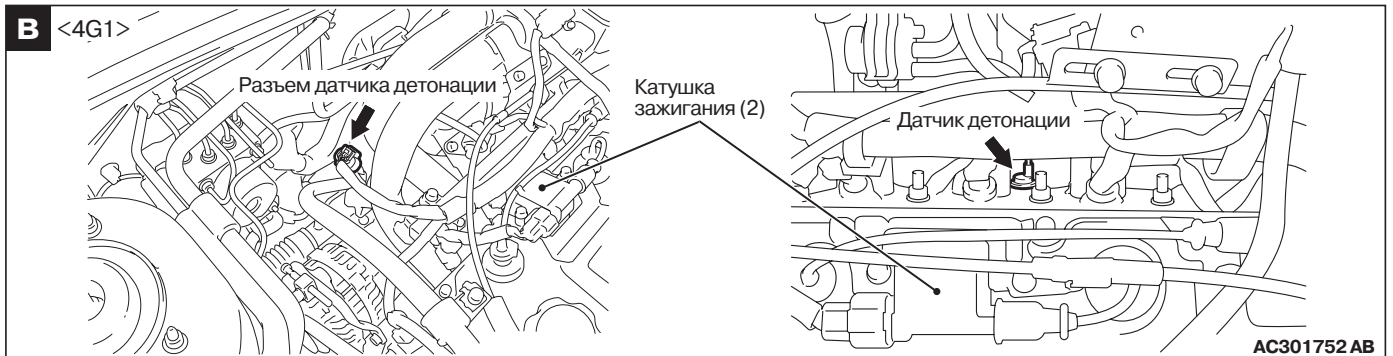 B <4G1>
Разъем датчика детонации
Катушка
зажигания (2)
Датчик детонации
AC301752 AB